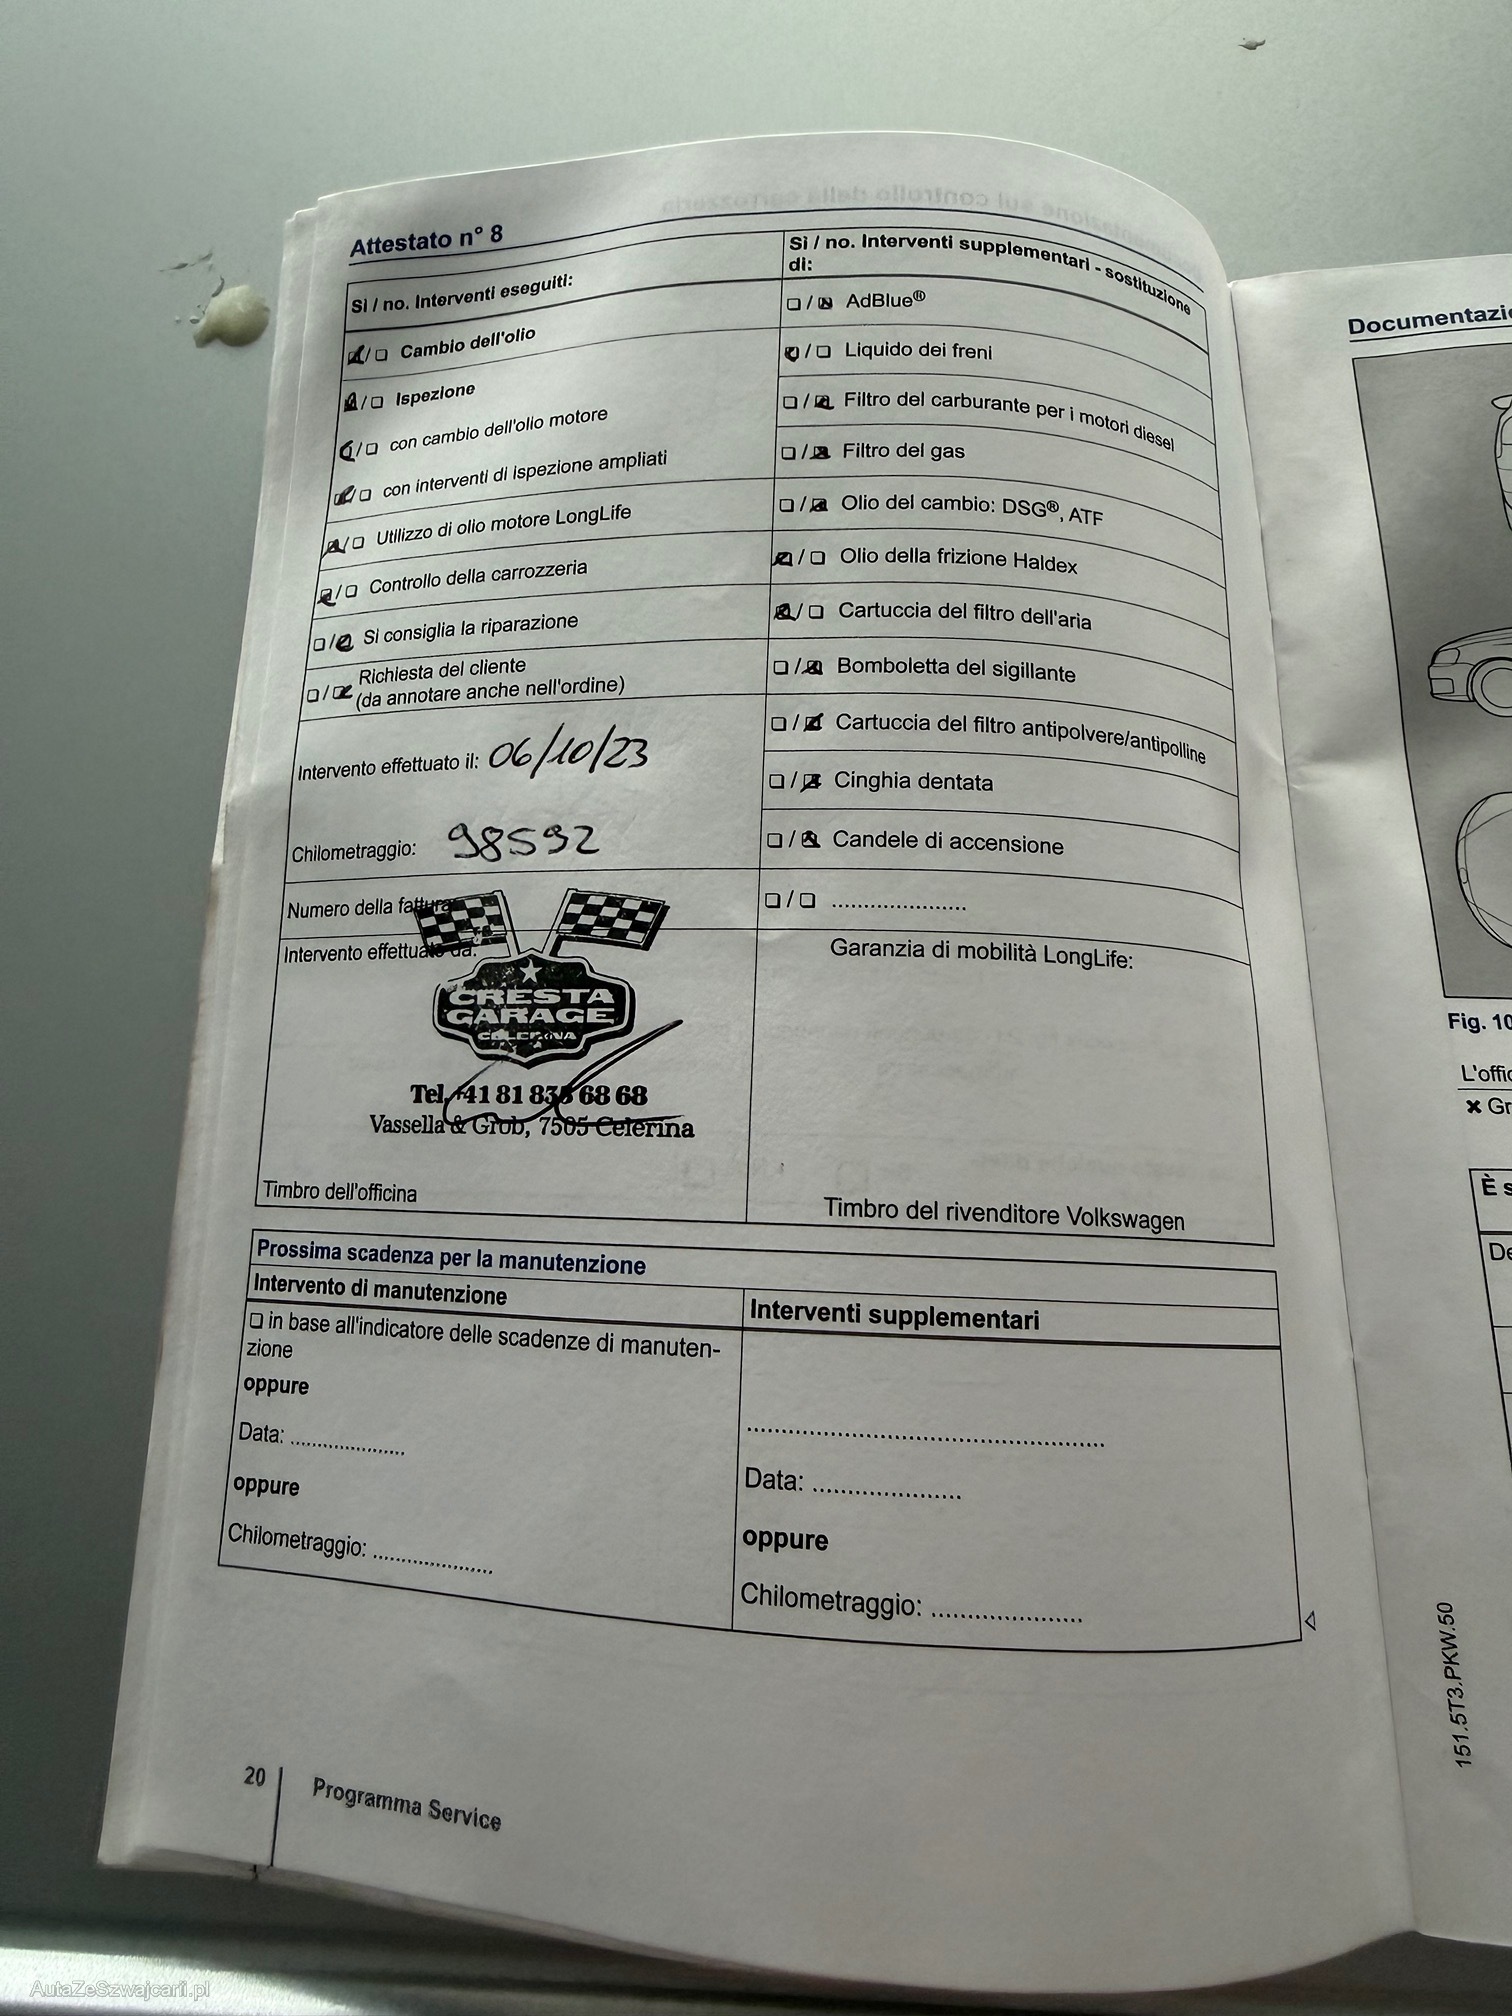 Attestato n° 8
Sì / no. Interventi eseguiti:
☒/☐ Cambio dell'olio
☒/☐ Ispezione
☒/☐ con cambio dell'olio motore
☒/☐ con interventi di ispezione ampliati
☒/☐ Utilizzo di olio motore LongLife
☒/☐ Controllo della carrozzeria
☐/☒ Si consiglia la riparazione
☐/☒ Richiesta del cliente
(da annotare anche nell'ordine)
Intervento effettuato il: 06/10/23
Chilometraggio: 98592
Numero della fattura
Intervento effettuato da:
CRESTA
GARAGE
CELERINA
Tel. +41 81 833 68 68
Vassella & Grob, 7505 Celerina
Timbro dell'officina
Sì / no. Interventi supplementari - sostituzione
di:
☐/☒ AdBlue®
☒/☐ Liquido dei freni
☐/☒ Filtro del carburante per i motori diesel
☐/☒ Filtro del gas
☐/☒ Olio del cambio: DSG®, ATF
☒/☐ Olio della frizione Haldex
☒/☐ Cartuccia del filtro dell'aria
☐/☒ Bomboletta del sigillante
☐/☒ Cartuccia del filtro antipolvere/antipolline
☐/☒ Cinghia dentata
☐/☒ Candele di accensione
☐/☐ .....................
Garanzia di mobilità LongLife:
Timbro del rivenditore Volkswagen
Prossima scadenza per la manutenzione
Intervento di manutenzione
☐ in base all'indicatore delle scadenze di manuten-
zione
oppure
Data: .....................
oppure
Chilometraggio: .....................
Interventi supplementari
Data: .....................
oppure
Chilometraggio: .....................
20
Programma Service
Fig. 10
× Gr
È s
De
151.5T3.PKW.50
AutaZeSzwajcarii.pl